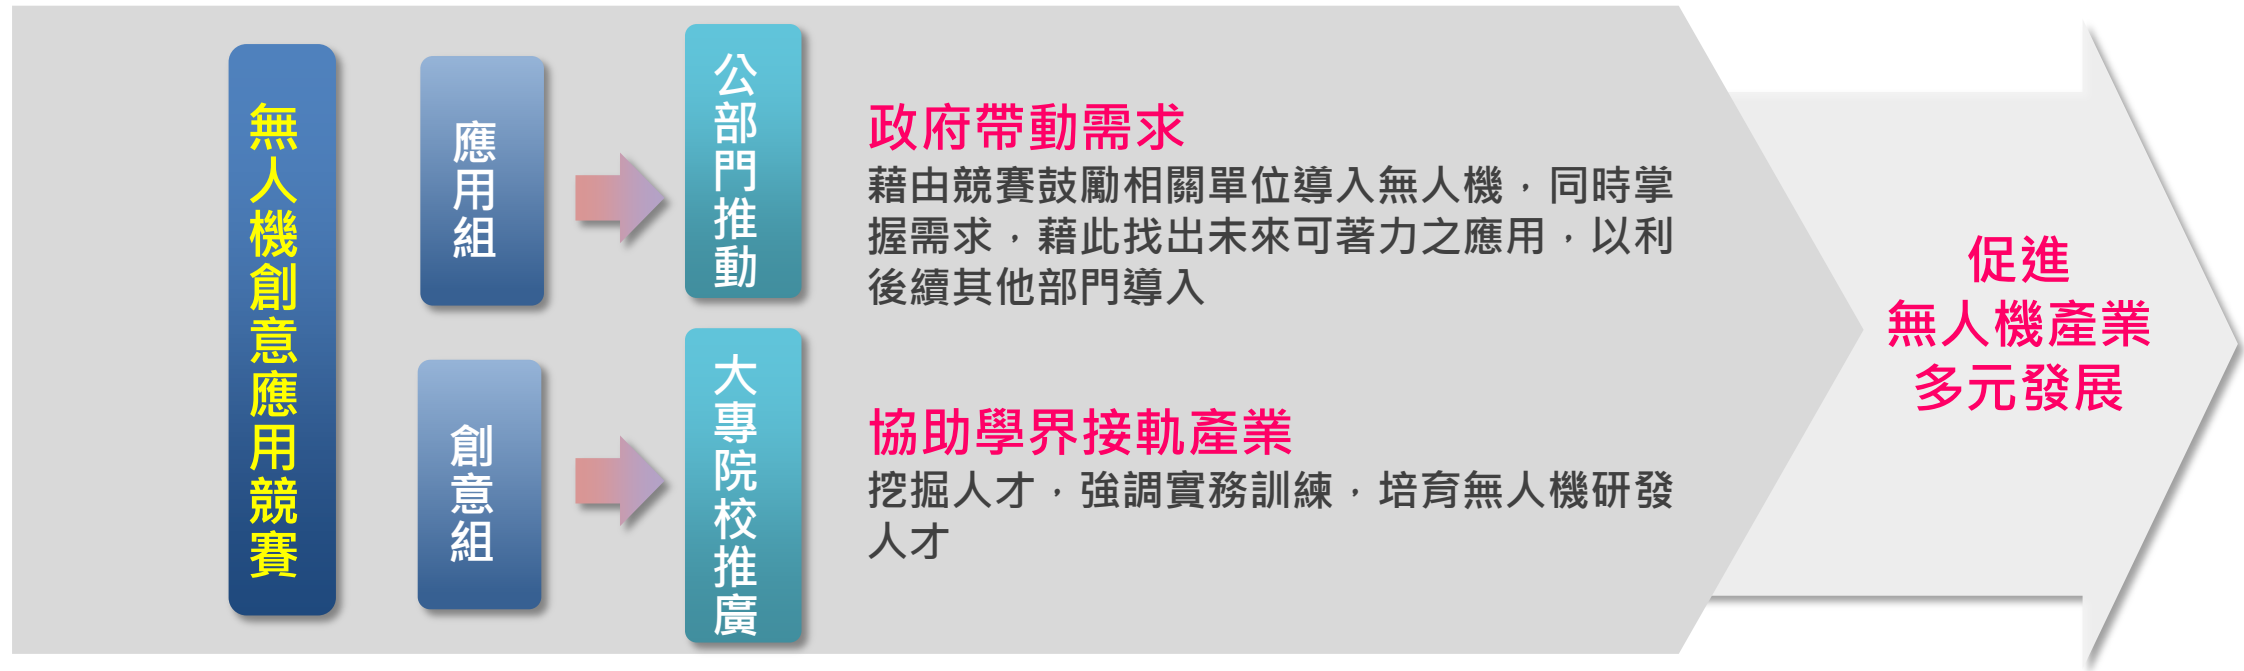 無人機創意應用競賽
應用組
公部門推動
政府帶動需求
藉由競賽鼓勵相關單位導入無人機，同時掌
握需求，藉此找出未來可著力之應用，以利
後續其他部門導入
創意組
大專院校推廣
協助學界接軌產業
挖掘人才，強調實務訓練，培育無人機研發
人才
促進
無人機產業
多元發展